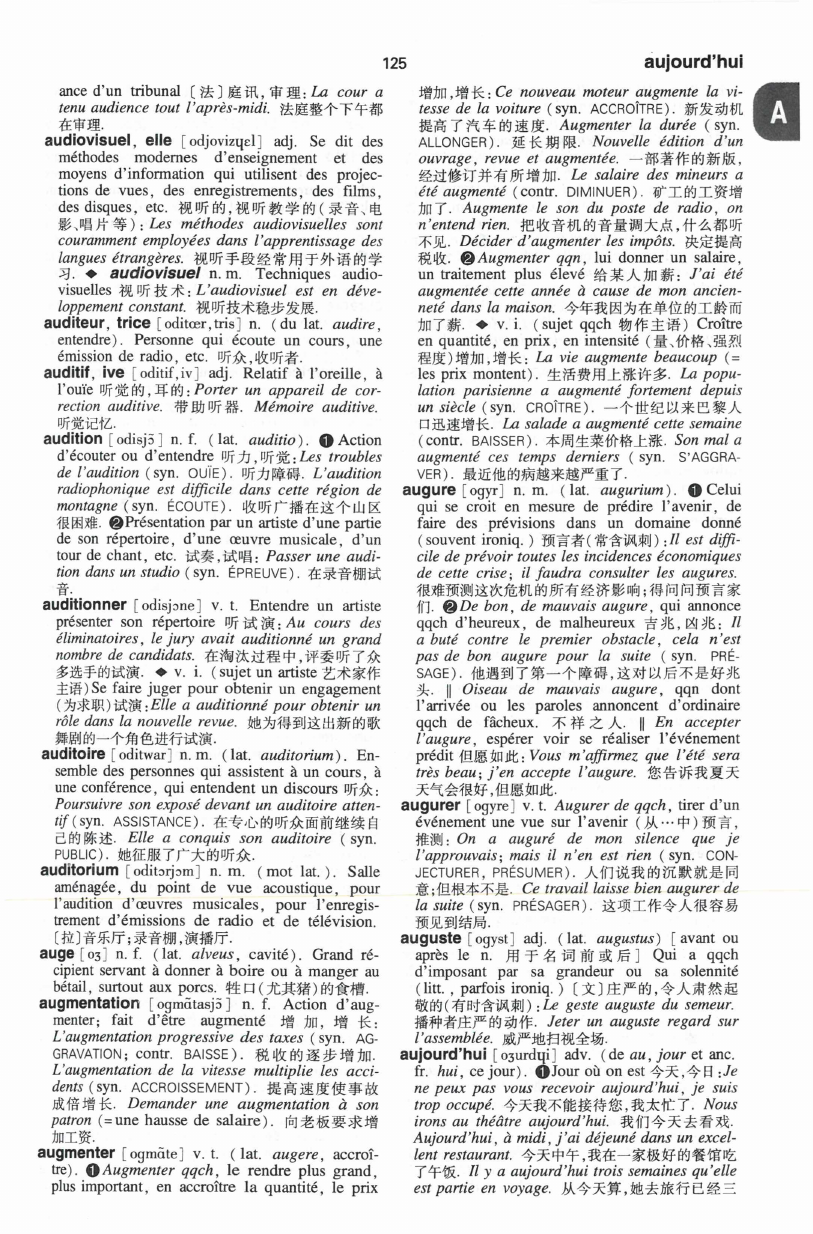 125
aujourd'hui
A
ance d'un tribunal〔法〕庭讯,审理: La cour a
tenu audience tout l'après-midi. 法庭整个下午都
在审理.
audiovisuel, elle [odjovizɥɛl] adj. Se dit des
méthodes modernes d'enseignement et des
moyens d'information qui utilisent des projec-
tions de vues, des enregistrements, des films,
des disques, etc. 视听的,视听教学的(录音、电
影、唱片等): Les méthodes audiovisuelles sont
couramment employées dans l'apprentissage des
langues étrangères. 视听手段经常用于外语的学
习. ◆ audiovisuel n. m. Techniques audio-
visuelles 视听技术: L'audiovisuel est en déve-
loppement constant. 视听技术稳步发展.
auditeur, trice [oditœr,tris] n. (du lat. audire,
entendre). Personne qui écoute un cours, une
émission de radio, etc. 听众,收听者.
auditif, ive [oditif,iv] adj. Relatif à l'oreille, à
l'ouïe 听觉的,耳的: Porter un appareil de cor-
rection auditive. 带助听器. Mémoire auditive.
听觉记忆.
audition [odisjɔ̃] n. f. (lat. auditio). ❶ Action
d'écouter ou d'entendre 听力,听觉: Les troubles
de l'audition (syn. OUÏE). 听力障碍. L'audition
radiophonique est difficile dans cette région de
montagne (syn. ÉCOUTE). 收听广播在这个山区
很困难. ❷Présentation par un artiste d'une partie
de son répertoire, d'une œuvre musicale, d'un
tour de chant, etc. 试奏,试唱: Passer une audi-
tion dans un studio (syn. ÉPREUVE). 在录音棚试
音.
auditionner [odisjɔne] v. t. Entendre un artiste
présenter son répertoire 听试演: Au cours des
éliminatoires, le jury avait auditionné un grand
nombre de candidats. 在淘汰过程中,评委听了众
多选手的试演. ◆ v. i. (sujet un artiste 艺术家作
主语) Se faire juger pour obtenir un engagement
(为求职)试演: Elle a auditionné pour obtenir un
rôle dans la nouvelle revue. 她为得到这出新的歌
舞剧的一个角色进行试演.
auditoire [oditwar] n. m. (lat. auditorium). En-
semble des personnes qui assistent à un cours, à
une conférence, qui entendent un discours 听众:
Poursuivre son exposé devant un auditoire atten-
tif (syn. ASSISTANCE). 在专心的听众面前继续自
己的陈述. Elle a conquis son auditoire (syn.
PUBLIC). 她征服了广大的听众.
auditorium [oditɔrjɔm] n. m. (mot lat.). Salle
aménagée, du point de vue acoustique, pour
l'audition d'œuvres musicales, pour l'enregis-
trement d'émissions de radio et de télévision.
〔拉〕音乐厅;录音棚,演播厅.
auge [oʒ] n. f. (lat. alveus, cavité). Grand ré-
cipient servant à donner à boire ou à manger au
bétail, surtout aux porcs. 牲口(尤其猪)的食槽.
augmentation [ɔgmɑ̃tasjɔ̃] n. f. Action d'aug-
menter; fait d'être augmenté 增加, 增长:
L'augmentation progressive des taxes (syn. AG-
GRAVATION; contr. BAISSE). 税收的逐步增加.
L'augmentation de la vitesse multiplie les acci-
dents (syn. ACCROISSEMENT). 提高速度使事故
成倍增长. Demander une augmentation à son
patron (= une hausse de salaire). 向老板要求增
加工资.
augmenter [ɔgmɑ̃te] v. t. (lat. augere, accroî-
tre). ❶Augmenter qqch, le rendre plus grand,
plus important, en accroître la quantité, le prix
增加,增长: Ce nouveau moteur augmente la vi-
tesse de la voiture (syn. ACCROÎTRE). 新发动机
提高了汽车的速度. Augmenter la durée (syn.
ALLONGER). 延长期限. Nouvelle édition d'un
ouvrage, revue et augmentée. 一部著作的新版,
经过修订并有所增加. Le salaire des mineurs a
été augmenté (contr. DIMINUER). 矿工的工资增
加了. Augmente le son du poste de radio, on
n'entend rien. 把收音机的音量调大点,什么都听
不见. Décider d'augmenter les impôts. 决定提高
税收. ❷Augmenter qqn, lui donner un salaire,
un traitement plus élevé 给某人加薪: J'ai été
augmentée cette année à cause de mon ancien-
neté dans la maison. 今年我因为在单位的工龄而
加了薪. ◆ v. i. (sujet qqch 物作主语) Croître
en quantité, en prix, en intensité (量、价格、强烈
程度)增加,增长: La vie augmente beaucoup (=
les prix montent). 生活费用上涨许多. La popu-
lation parisienne a augmenté fortement depuis
un siècle (syn. CROÎTRE). 一个世纪以来巴黎人
口迅速增长. La salade a augmenté cette semaine
(contr. BAISSER). 本周生菜价格上涨. Son mal a
augmenté ces temps derniers (syn. S'AGGRA-
VER). 最近他的病越来越严重了.
augure [ogyr] n. m. (lat. augurium). ❶ Celui
qui se croit en mesure de prédire l'avenir, de
faire des prévisions dans un domaine donné
(souvent ironiq.) 预言者(常含讽刺): Il est diffi-
cile de prévoir toutes les incidences économiques
de cette crise; il faudra consulter les augures.
很难预测这次危机的所有经济影响;得问问预言家
们. ❷De bon, de mauvais augure, qui annonce
qqch d'heureux, de malheureux 吉兆,凶兆: Il
a buté contre le premier obstacle, cela n'est
pas de bon augure pour la suite (syn. PRÉ-
SAGE). 他遇到了第一个障碍,这对以后不是好兆
头. ‖ Oiseau de mauvais augure, qqn dont
l'arrivée ou les paroles annoncent d'ordinaire
qqch de fâcheux. 不祥之人. ‖ En accepter
l'augure, espérer voir se réaliser l'événement
prédit 但愿如此: Vous m'affirmez que l'été sera
très beau; j'en accepte l'augure. 您告诉我夏天
天气会很好,但愿如此.
augurer [ogyre] v. t. Augurer de qqch, tirer d'un
événement une vue sur l'avenir (从…中)预言,
推测: On a auguré de mon silence que je
l'approuvais; mais il n'en est rien (syn. CON-
JECTURER, PRÉSUMER). 人们说我的沉默就是同
意;但根本不是. Ce travail laisse bien augurer de
la suite (syn. PRÉSAGER). 这项工作令人很容易
预见到结局.
auguste [ogyst] adj. (lat. augustus) [avant ou
après le n. 用于名词前或后] Qui a qqch
d'imposant par sa grandeur ou sa solennité
(litt., parfois ironiq.)〔文〕庄严的,令人肃然起
敬的(有时含讽刺): Le geste auguste du semeur.
播种者庄严的动作. Jeter un auguste regard sur
l'assemblée. 威严地扫视全场.
aujourd'hui [oʒurdɥi] adv. (de au, jour et anc.
fr. hui, ce jour). ❶Jour où on est 今天,今日: Je
ne peux pas vous recevoir aujourd'hui, je suis
trop occupé. 今天我不能接待您,我太忙了. Nous
irons au théâtre aujourd'hui. 我们今天去看戏.
Aujourd'hui, à midi, j'ai déjeuné dans un excel-
lent restaurant. 今天中午,我在一家极好的餐馆吃
了午饭. Il y a aujourd'hui trois semaines qu'elle
est partie en voyage. 从今天算,她去旅行已经三